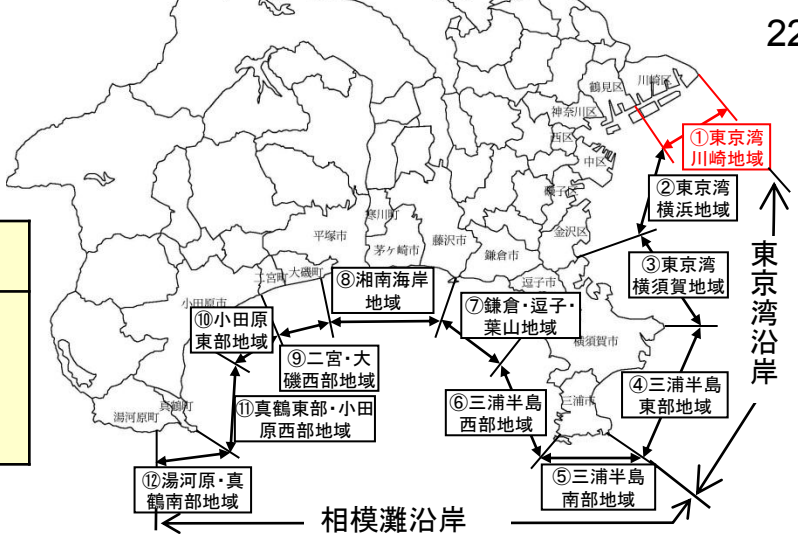 22
鶴見区
川崎区
神奈川区
西区
中区
磯子区
金沢区
①東京湾
川崎地域
②東京湾
横浜地域
③東京湾
横須賀地域
東京湾沿岸
寒川町
平塚市
茅ヶ崎市
藤沢市
鎌倉市
逗子市
二宮町
大磯町
小田原市
横須賀市
三浦市
真鶴町
湯河原町
⑧湘南海岸
地域
⑦鎌倉・逗子・
葉山地域
⑩小田原
東部地域
⑨二宮・大
磯西部地域
⑪真鶴東部・小田
原西部地域
⑥三浦半島
西部地域
④三浦半島
東部地域
⑤三浦半島
南部地域
⑫湯河原・真
鶴南部地域
相模灘沿岸